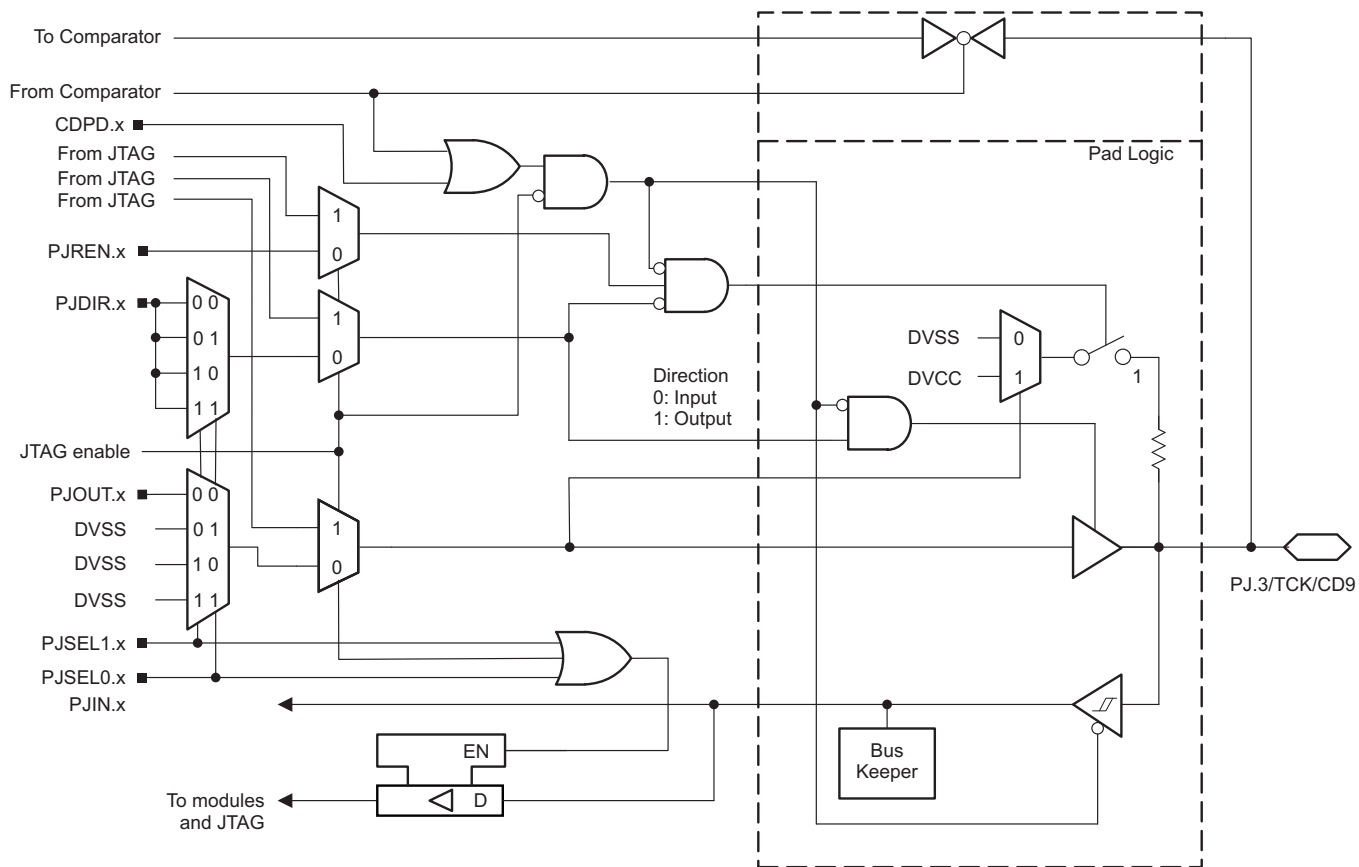 To Comparator
From Comparator
CDPD.x
From JTAG
From JTAG
From JTAG
PJREN.x
PJDIR.x
JTAG enable
PJOUT.x
DVSS
DVSS
DVSS
PJSEL1.x
PJSEL0.x
PJIN.x
To modules
and JTAG
1
0
0 0
0 1
1 0
1 1
1
0
0 0
0 1
1 0
1 1
1
0
EN
D
Direction
0: Input
1: Output
Pad Logic
DVSS
DVCC
0
1
1
Bus
Keeper
PJ.3/TCK/CD9